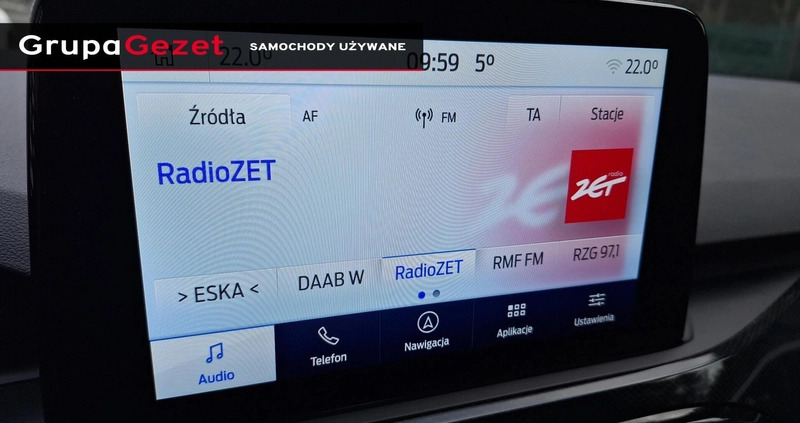 GrupaGezet SAMOCHODY UŻYWANE
22.0° 09:59 5° 22.0°
Źródła AF FM TA Stacje
RadioZET
radio
ZET
> ESKA < DAAB W RadioZET RMF FM RZG 97,1
Audio Telefon Nawigacja Aplikacje Ustawienia